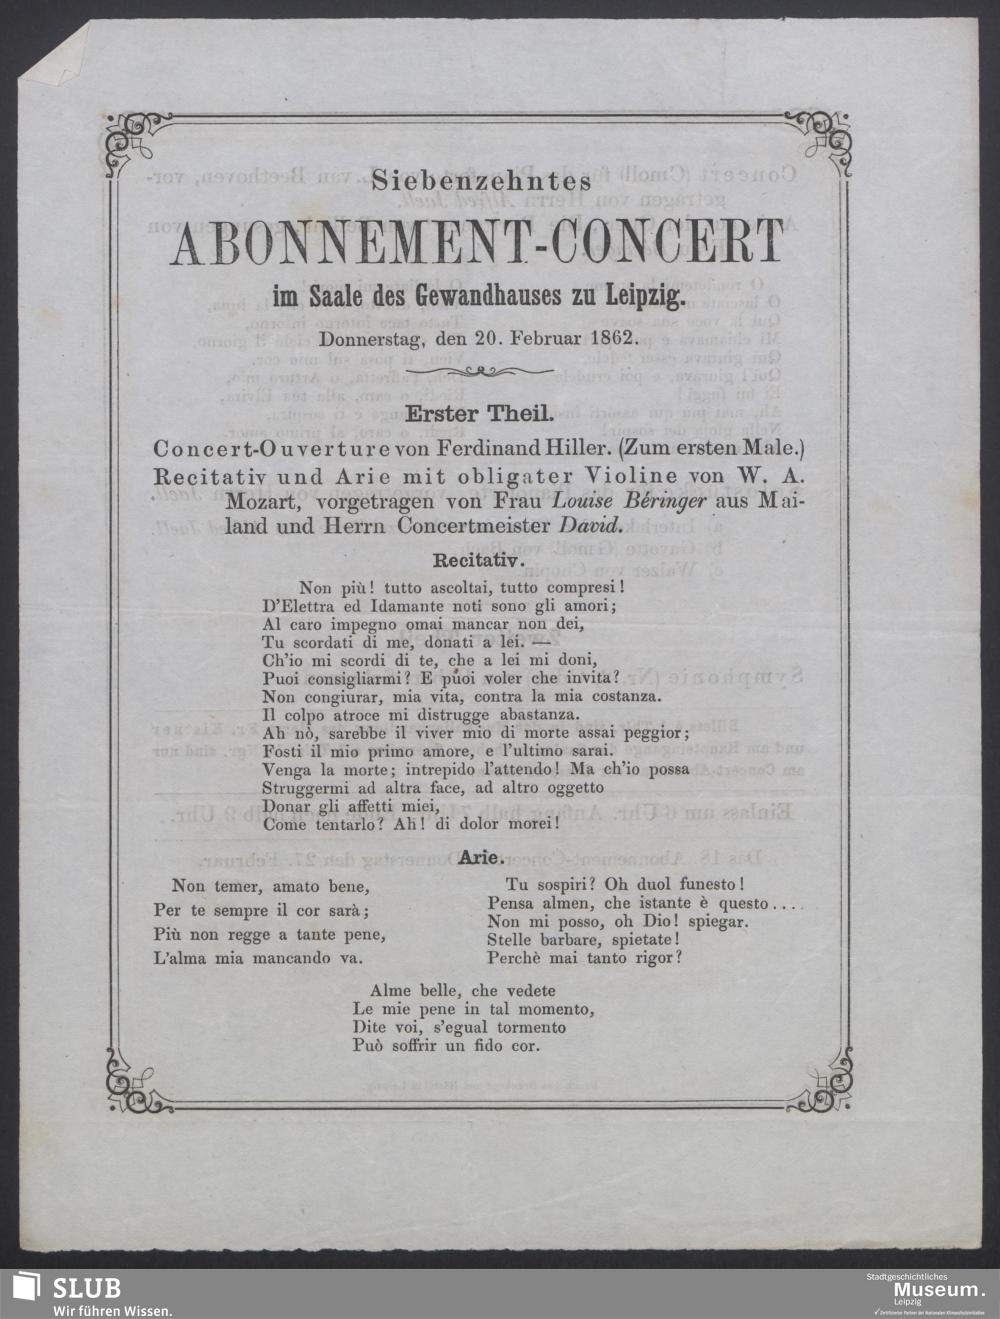 Siebenzehntes
ABONNEMENT-CONCERT
im Saale des Gewandhauses zu Leipzig.
Donnerstag, den 20. Februar 1862.
Erster Theil.
Concert-Ouverture von Ferdinand Hiller. (Zum ersten Male.)
Recitativ und Arie mit obligater Violine von W. A.
Mozart, vorgetragen von Frau Louise Béringer aus Mai-
land und Herrn Concertmeister David.
Recitativ.
Non più! tutto ascoltai, tutto compresi!
D'Elettra ed Idamante noti sono gli amori;
Al caro impegno omai mancar non dei,
Tu scordati di me, donati a lei. —
Ch'io mi scordi di te, che a lei mi doni,
Puoi consigliarmi? E puoi voler che invita?
Non congiurar, mia vita, contra la mia costanza.
Il colpo atroce mi distrugge abastanza.
Ah nò, sarebbe il viver mio di morte assai peggior;
Fosti il mio primo amore, e l'ultimo sarai.
Venga la morte; intrepido l'attendo! Ma ch'io possa
Struggermi ad altra face, ad altro oggetto
Donar gli affetti miei,
Come tentarlo? Ah! di dolor morei!
Arie.
Non temer, amato bene,
Per te sempre il cor sarà;
Più non regge a tante pene,
L'alma mia mancando va.
Tu sospiri? Oh duol funesto!
Pensa almen, che istante è questo....
Non mi posso, oh Dio! spiegar.
Stelle barbare, spietate!
Perchè mai tanto rigor?
Alme belle, che vedete
Le mie pene in tal momento,
Dite voi, s'egual tormento
Può soffrir un fido cor.
SLUB
Wir führen Wissen.
Stadtgeschichtliches
Museum.
Leipzig